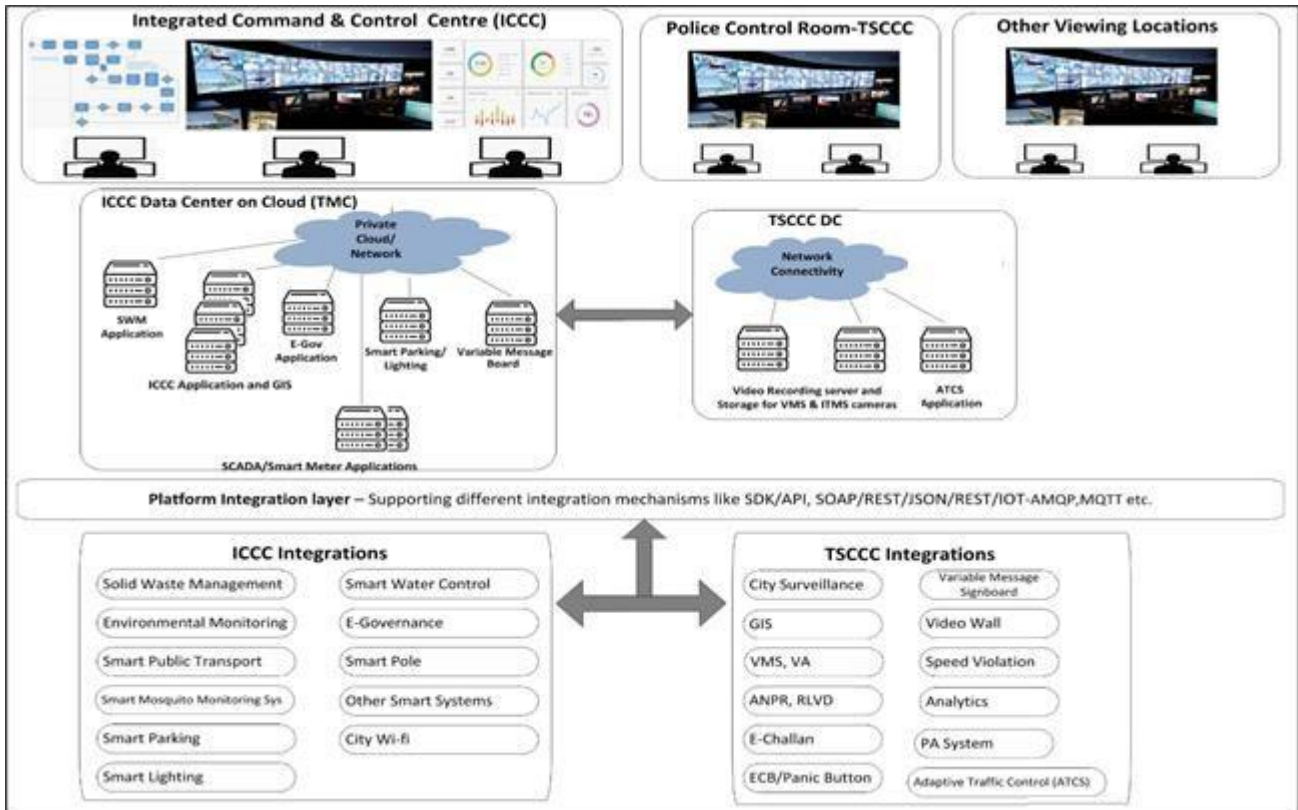 Integrated Command & Control Centre (ICCC)
Police Control Room-TSCCC
Other Viewing Locations
ICCC Data Center on Cloud (TMC)
Private
Cloud/
Network
SWM
Application
E-Gov
Application
Smart Parking/
Lighting
Variable Message
Board
ICCC Application and GIS
SCADA/Smart Meter Applications
TSCCC DC
Network
Connectivity
Video Recording server and
Storage for VMS & ITMS cameras
ATCS
Application
Platform Integration layer – Supporting different integration mechanisms like SDK/API, SOAP/REST/JSON/REST/IOT-AMQP,MQTT etc.
ICCC Integrations
Solid Waste Management
Environmental Monitoring
Smart Public Transport
Smart Mosquito Monitoring Sys
Smart Parking
Smart Lighting
Smart Water Control
E-Governance
Smart Pole
Other Smart Systems
City Wi-fi
TSCCC Integrations
City Surveillance
GIS
VMS, VA
ANPR, RLVD
E-Challan
ECB/Panic Button
Variable Message
Signboard
Video Wall
Speed Violation
Analytics
PA System
Adaptive Traffic Control (ATCS)